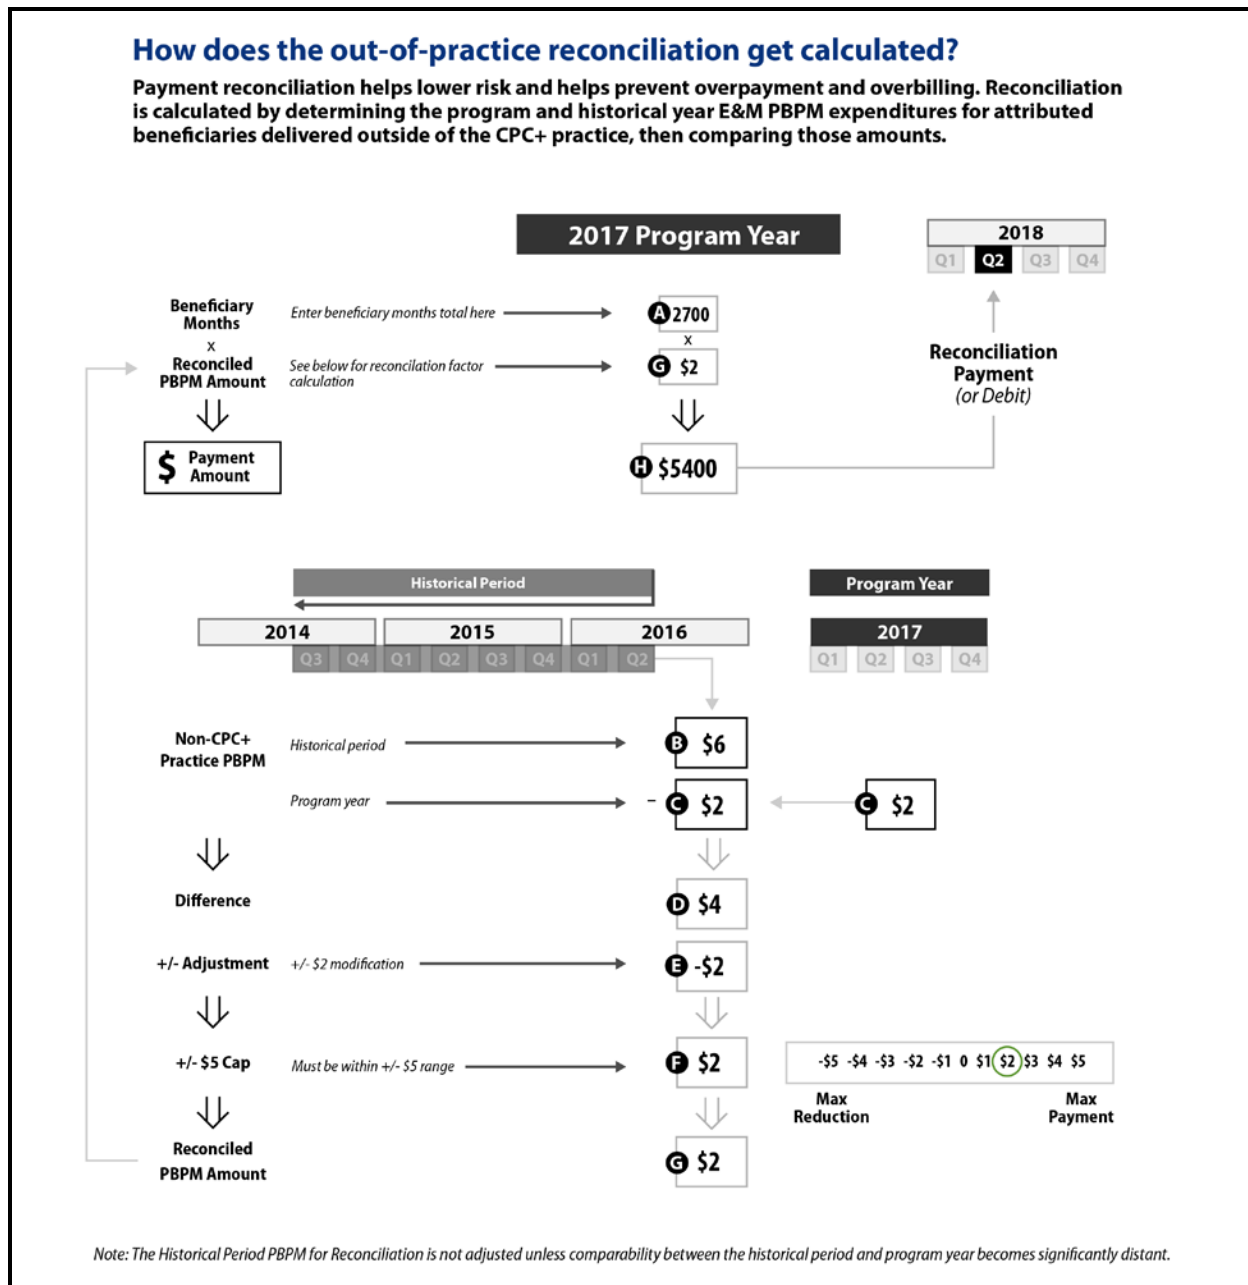 How does the out-of-practice reconciliation get calculated?
Payment reconciliation helps lower risk and helps prevent overpayment and overbilling. Reconciliation
is calculated by determining the program and historical year E&M PBPM expenditures for attributed
beneficiaries delivered outside of the CPC+ practice, then comparing those amounts.
2017 Program Year
2018
Q1 Q2 Q3 Q4
Beneficiary
Months
Enter beneficiary months total here
A 2700
x
x
Reconciled
PBPM Amount
See below for reconcilation factor
calculation
G $2
Reconciliation
Payment
(or Debit)
$ Payment
Amount
H $5400
Historical Period
Program Year
2014 2015 2016
2017
Q3 Q4 Q1 Q2 Q3 Q4 Q1 Q2
Q1 Q2 Q3 Q4
Non-CPC+
Practice PBPM
Historical period
B $6
Program year
– C $2
C $2
Difference
D $4
+/- Adjustment
+/- $2 modification
E -$2
+/- $5 Cap
Must be within +/- $5 range
F $2
-$5 -$4 -$3 -$2 -$1 0 $1 $2 $3 $4 $5
Max
Reduction
Max
Payment
Reconciled
PBPM Amount
G $2
Note: The Historical Period PBPM for Reconciliation is not adjusted unless comparability between the historical period and program year becomes significantly distant.